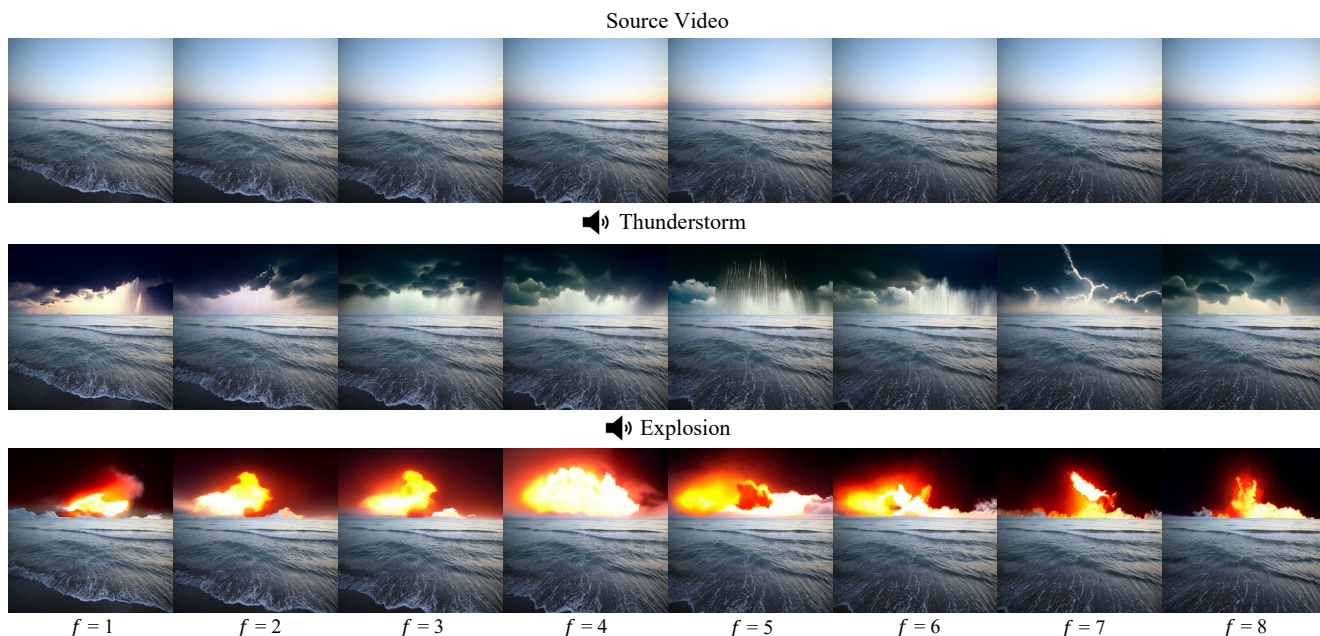 Source Video
Thunderstorm
Explosion
f = 1 f = 2 f = 3 f = 4 f = 5 f = 6 f = 7 f = 8